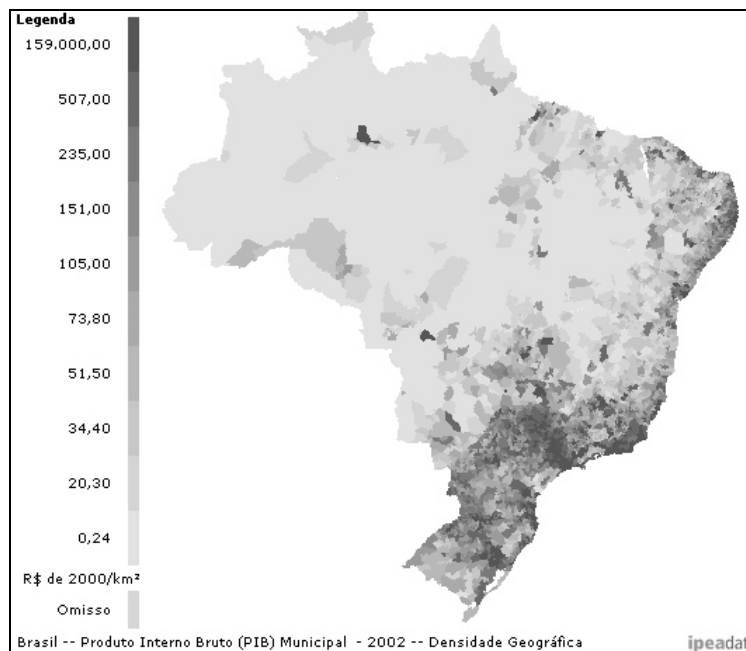 Legenda
159.000,00
507,00
235,00
151,00
105,00
73,80
51,50
34,40
20,30
0,24
R$ de 2000/km²
Omisso
Brasil -- Produto Interno Bruto (PIB) Municipal - 2002 -- Densidade Geográfica
ipeadat